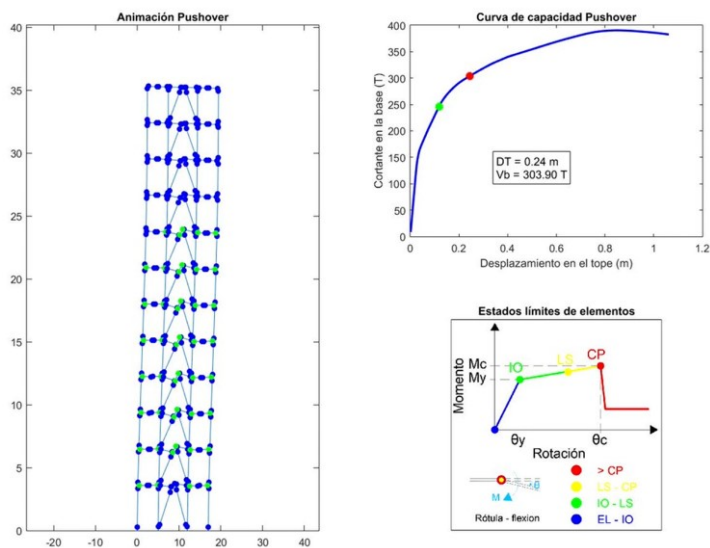 Animación Pushover
40
35
30
25
20
15
10
5
0
-20
-10
0
10
20
30
40
Curva de capacidad Pushover
Cortante en la base (T)
400
350
300
250
200
150
100
50
0
DT = 0.24 m
Vb = 303.90 T
0
0.2
0.4
0.6
0.8
1
1.2
Desplazamiento en el tope (m)
Estados límites de elementos
Momento
Mc
My
IO
LS
CP
θy
θc
Rotación
> CP
LS - CP
IO - LS
EL - IO
M
θ
Rótula - flexion